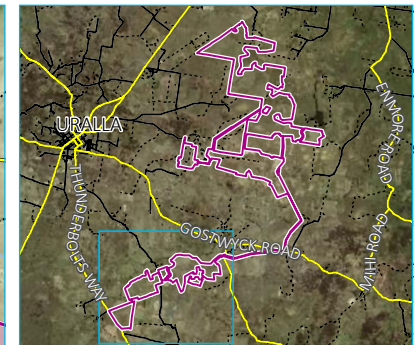 URALLA
ENMORE ROAD
THUNDERBOLTS WAY
GOSTWYCK ROAD
MIHI ROAD